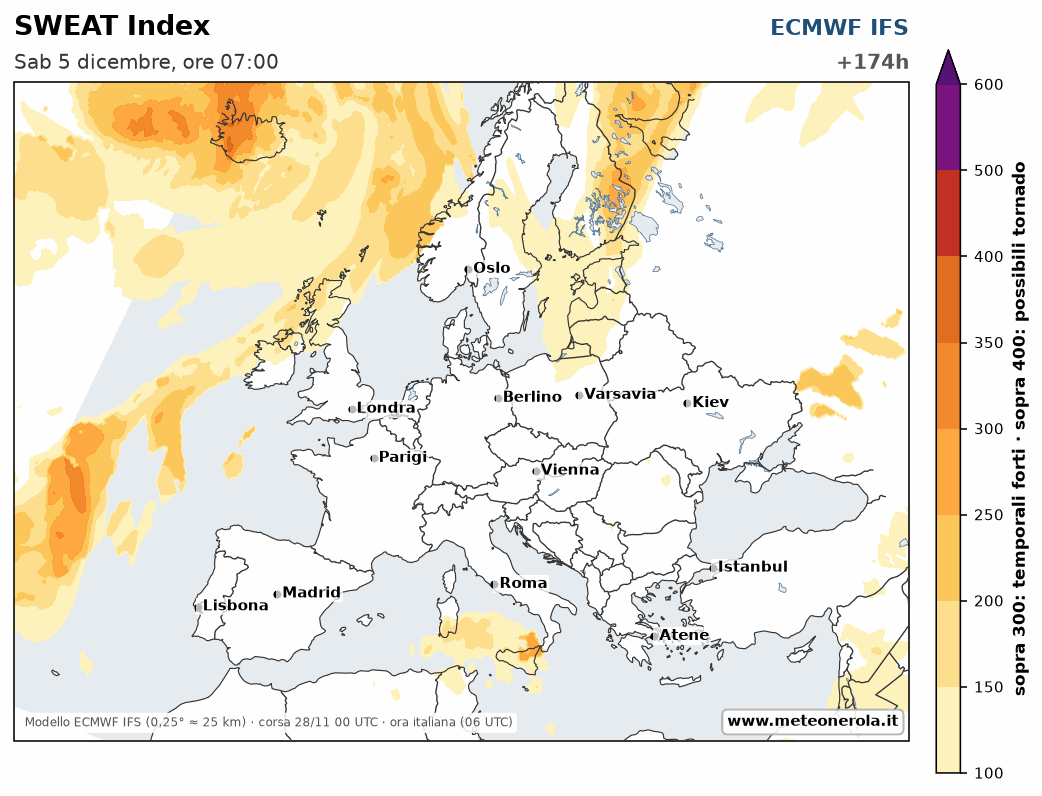 SWEAT Index
ECMWF IFS
Sab 5 dicembre, ore 07:00
+174h
Oslo
Berlino
Varsavia
Kiev
Londra
Parigi
Vienna
Istanbul
Roma
Madrid
Lisbona
Atene
Modello ECMWF IFS (0,25° ≈ 25 km) · corsa 28/11 00 UTC · ora italiana (06 UTC)
www.meteonerola.it
600
500
400
350
300
250
200
150
100
sopra 300: temporali forti · sopra 400: possibili tornado